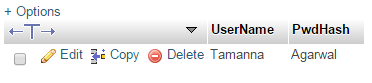 + Options
UserName PwdHash
Edit Copy Delete Tamanna Agarwal